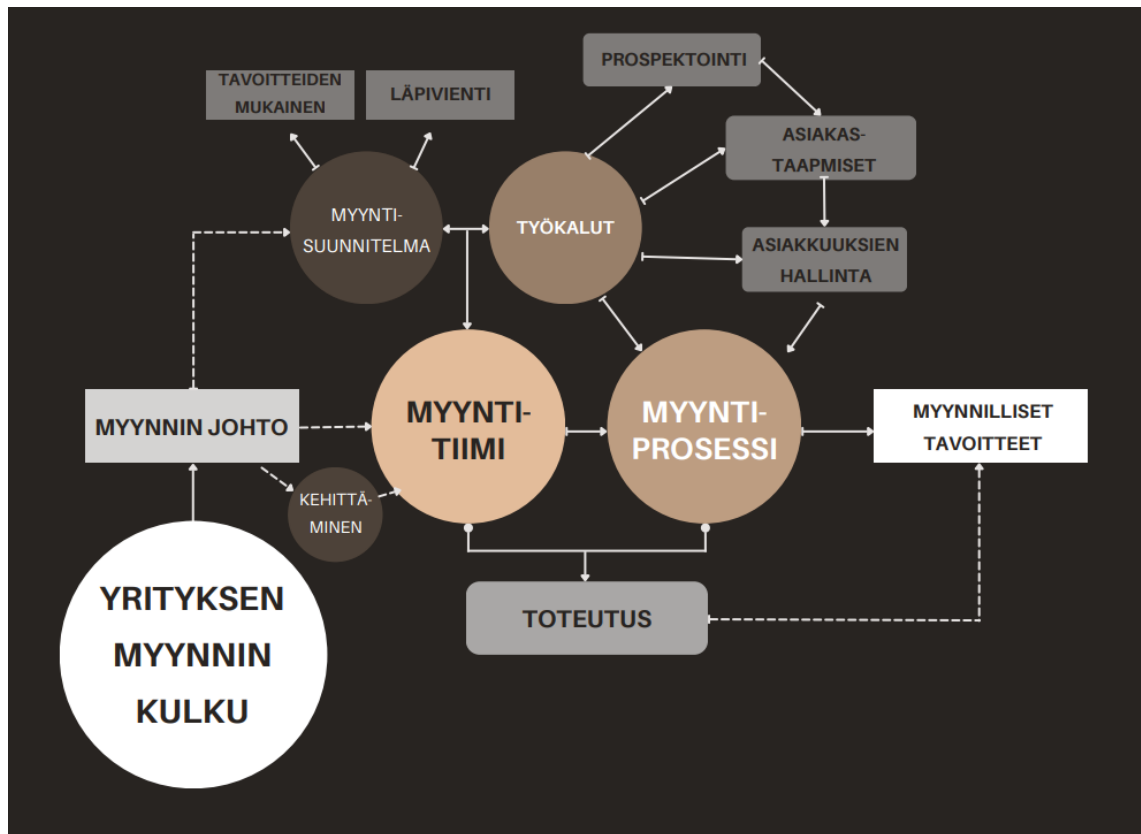 PROSPEKTOINTI
TAVOITTEIDEN
MUKAINEN
LÄPIVIENTI
ASIAKAS-
TAAPMISET
MYYNTI-
SUUNNITELMA
TYÖKALUT
ASIAKKUUKSIEN
HALLINTA
MYYNNIN JOHTO
MYYNTI-
TIIMI
MYYNTI-
PROSESSI
MYYNNILLISET
TAVOITTEET
KEHITTÄ-
MINEN
YRITYKSEN
MYYNNIN
KULKU
TOTEUTUS